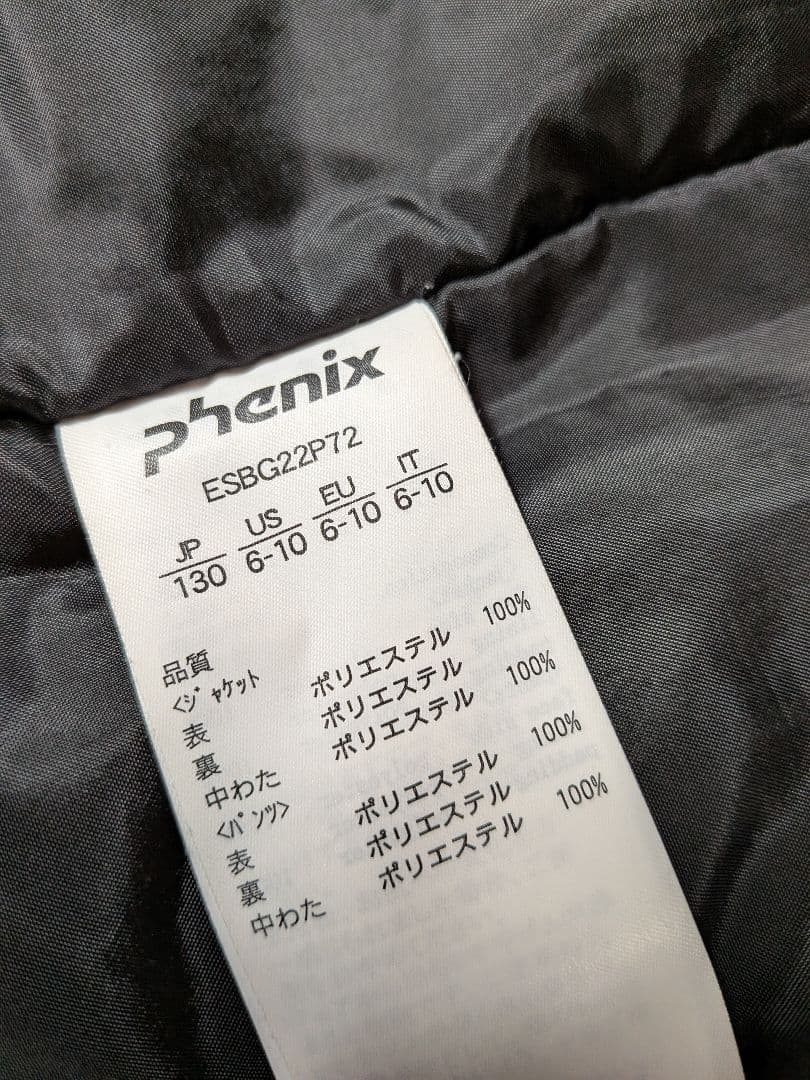 phenix
ESBG22P72
JP US EU IT
130 6-10 6-10 6-10
品質
<ジャケット
表 ポリエステル 100%
裏 ポリエステル
中わた ポリエステル 100%
<パンツ>
表 ポリエステル 100%
裏 ポリエステル
中わた ポリエステル 100%